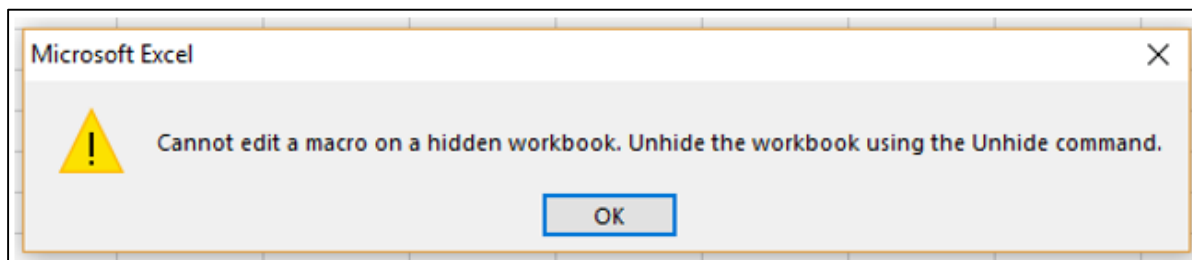 Microsoft Excel
Cannot edit a macro on a hidden workbook. Unhide the workbook using the Unhide command.
OK